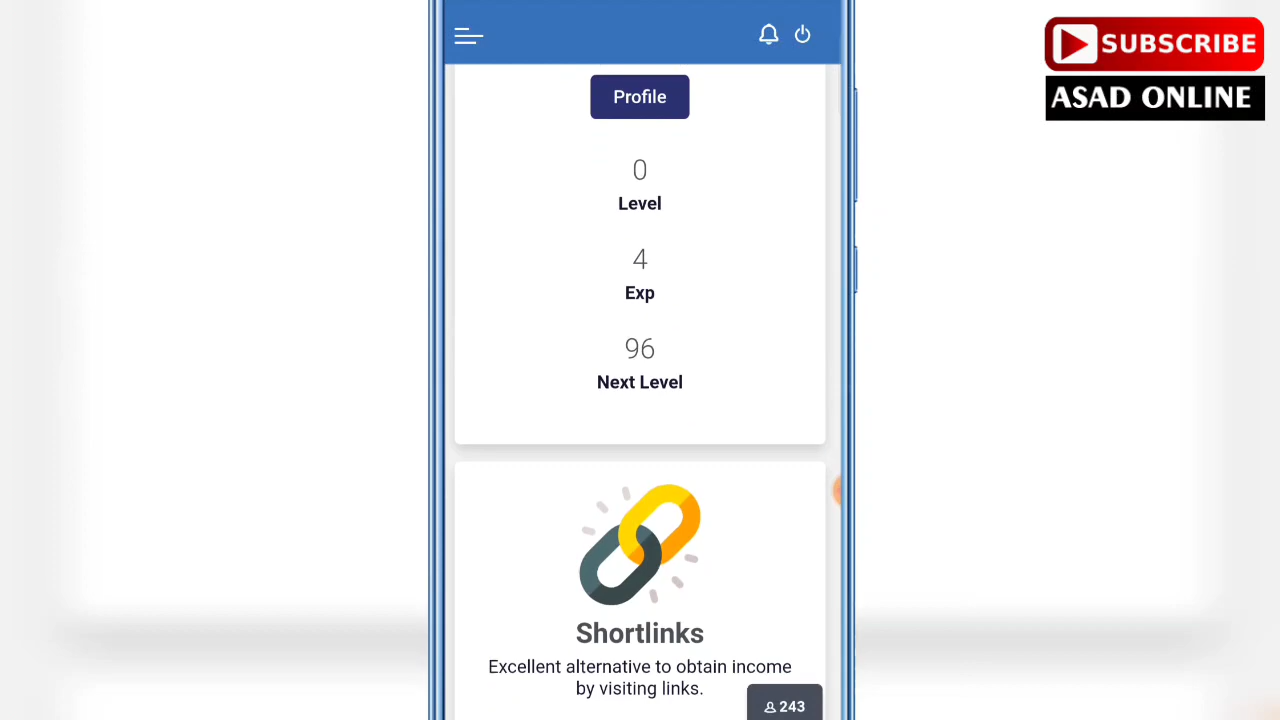 SUBSCRIBE
ASAD ONLINE
Profile
0
Level
4
Exp
96
Next Level
Shortlinks
Excellent alternative to obtain income
by visiting links.
243